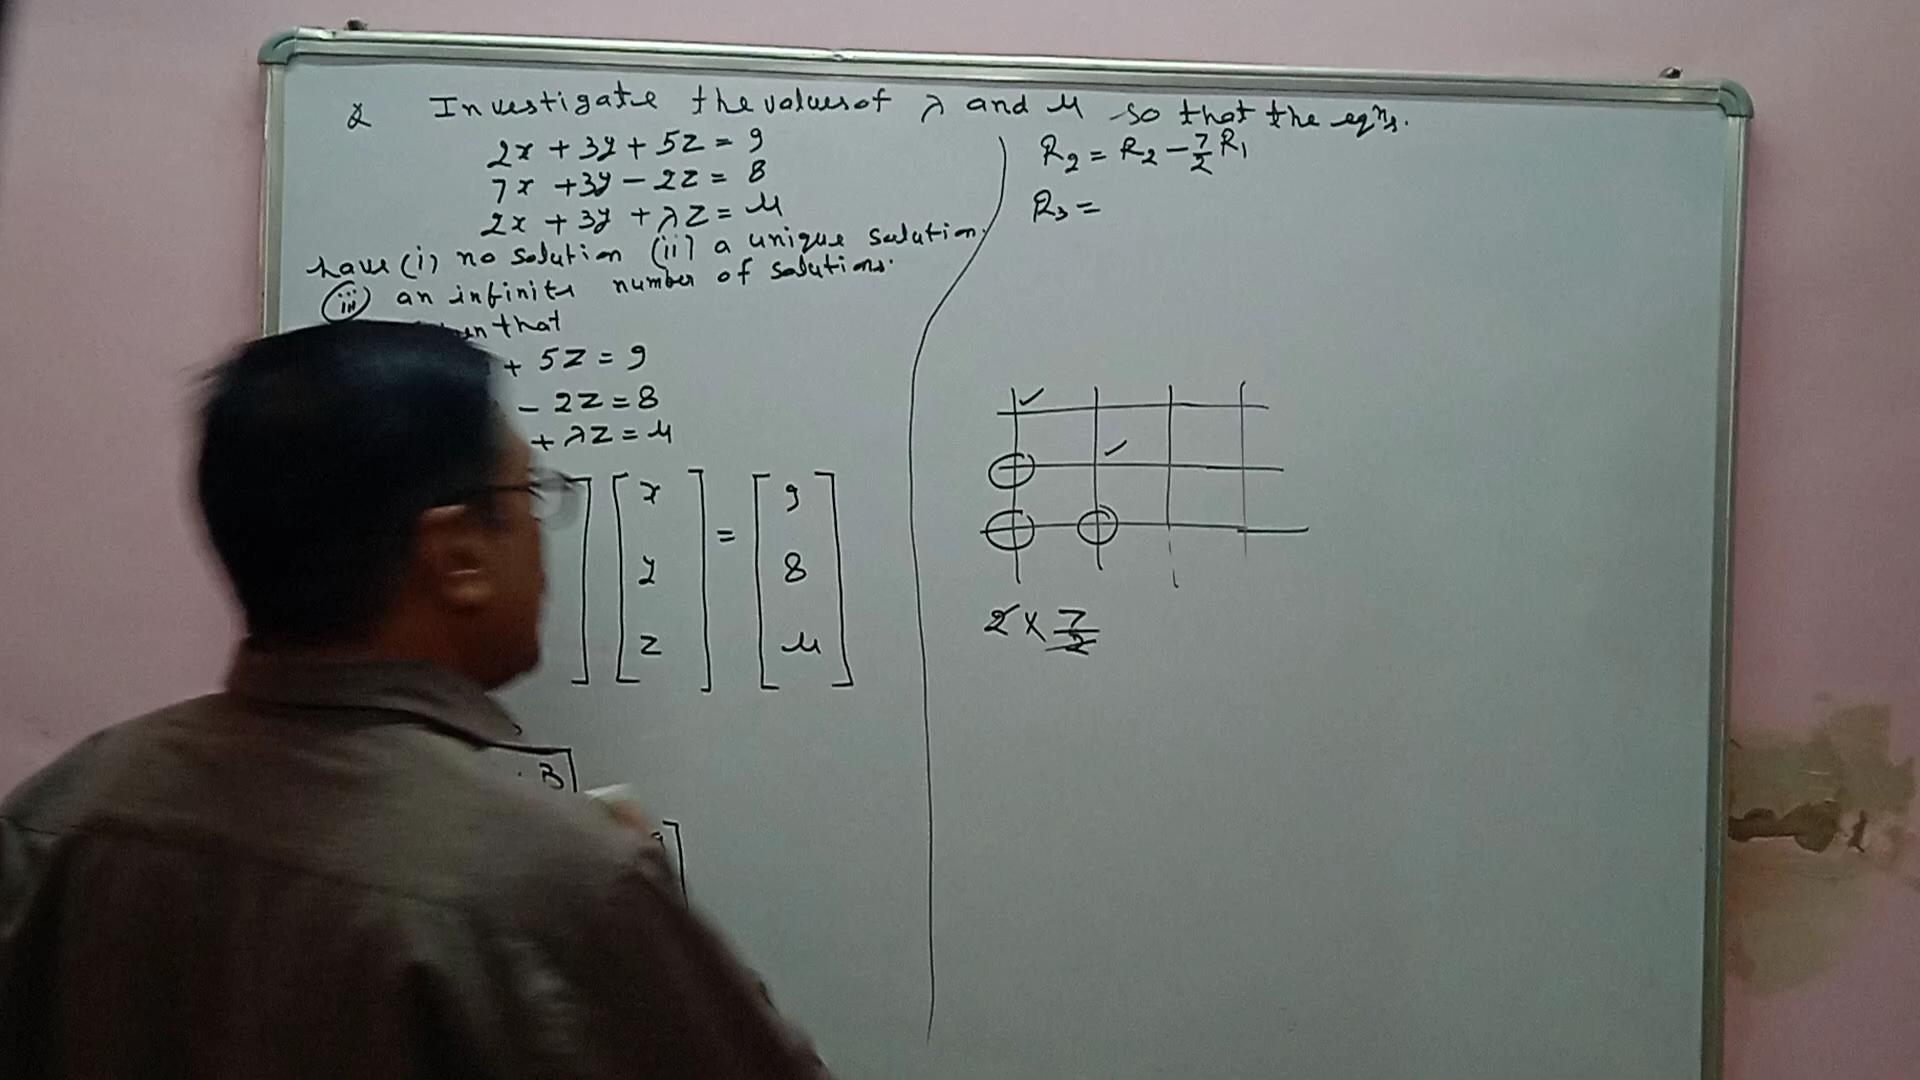 Q Investigate the values of λ and μ so that the eqns.
2x + 3y + 5z = 9
7x + 3y - 2z = 8
2x + 3y + λz = μ
have (i) no solution (ii) a unique solution.
(iii) an infinite number of solutions.
that
+ 5z = 9
- 2z = 8
+ λz = μ
] [ x ] = [ 9 ]
y 8
z μ
. B]
9]
R2 = R2 - 7/2 R1
R3 =
2 × 7/2